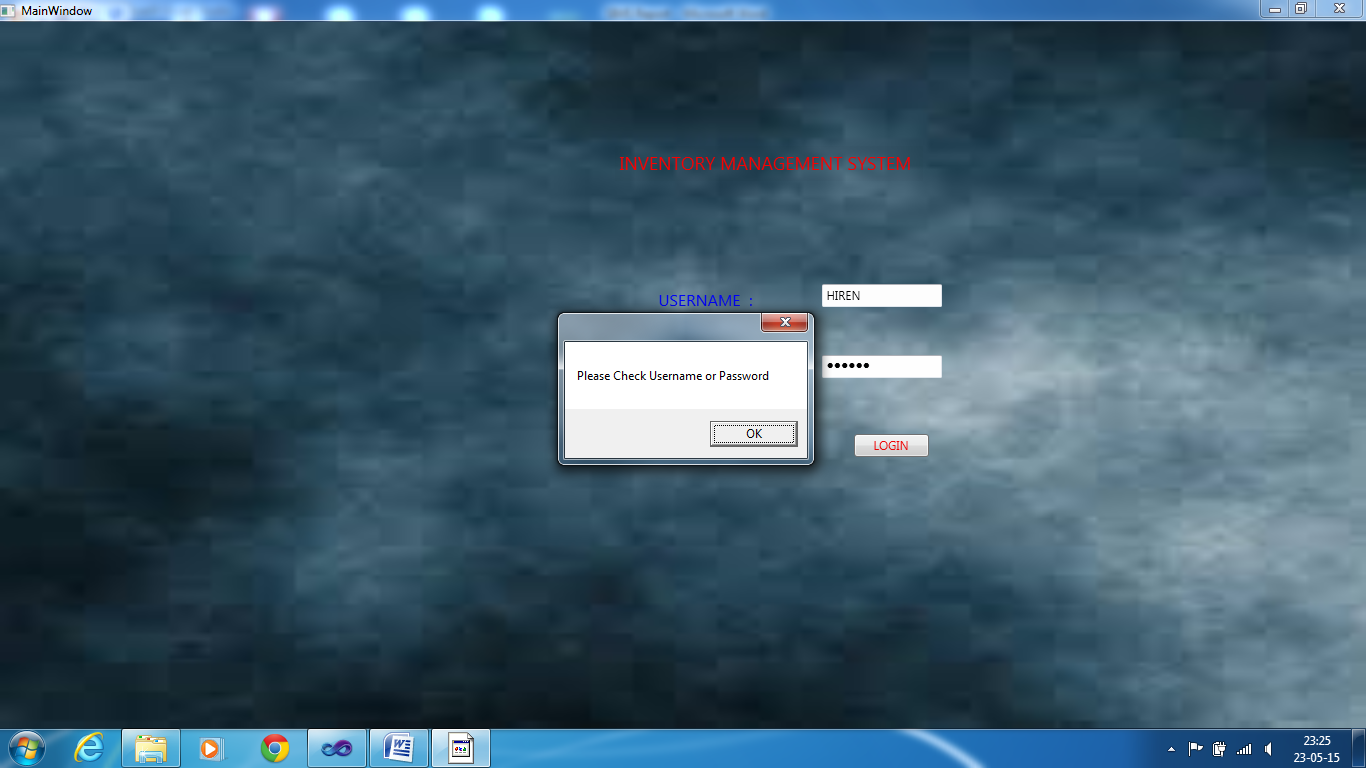 MainWindow
INVENTORY MANAGEMENT SYSTEM
USERNAME :
HIREN
Please Check Username or Password
OK
LOGIN
23:25
23-05-15